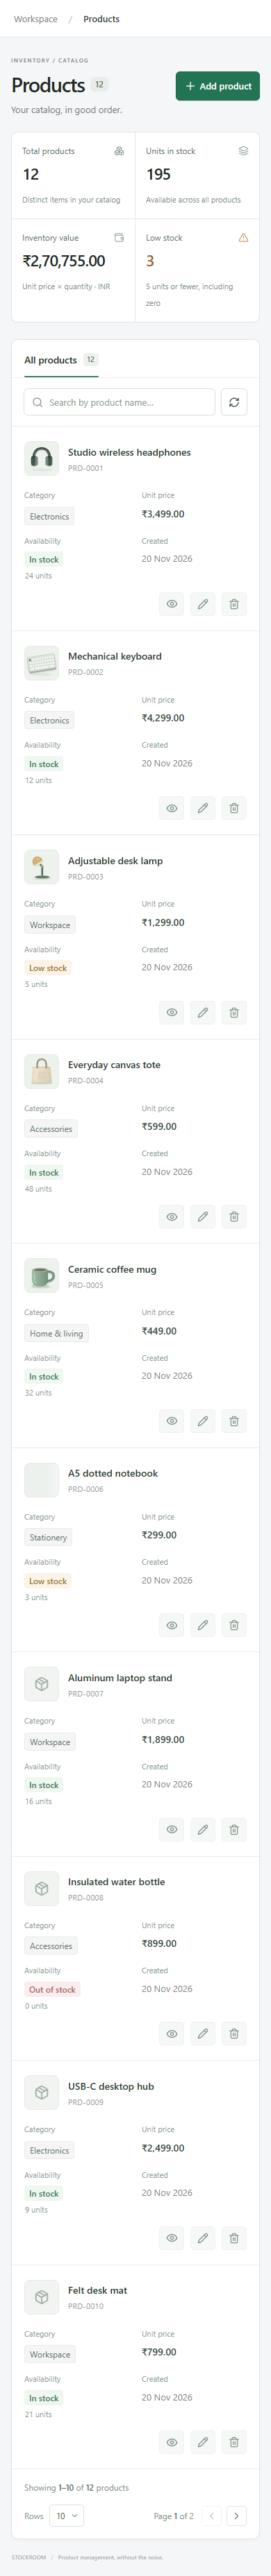 Workspace / Products
INVENTORY / CATALOG
Products 12
Add product
Your catalog, in good order.
Total products
12
Distinct items in your catalog
Units in stock
195
Available across all products
Inventory value
₹2,70,755.00
Unit price × quantity · INR
Low stock
3
5 units or fewer, including
zero
All products 12
Search by product name...
Studio wireless headphones
PRD-0001
Category Unit price
Electronics ₹3,499.00
Availability Created
In stock 20 Nov 2026
24 units
Mechanical keyboard
PRD-0002
Category Unit price
Electronics ₹4,299.00
Availability Created
In stock 20 Nov 2026
12 units
Adjustable desk lamp
PRD-0003
Category Unit price
Workspace ₹1,299.00
Availability Created
Low stock 20 Nov 2026
5 units
Everyday canvas tote
PRD-0004
Category Unit price
Accessories ₹599.00
Availability Created
In stock 20 Nov 2026
48 units
Ceramic coffee mug
PRD-0005
Category Unit price
Home & living ₹449.00
Availability Created
In stock 20 Nov 2026
32 units
A5 dotted notebook
PRD-0006
Category Unit price
Stationery ₹299.00
Availability Created
Low stock 20 Nov 2026
3 units
Aluminum laptop stand
PRD-0007
Category Unit price
Workspace ₹1,899.00
Availability Created
In stock 20 Nov 2026
16 units
Insulated water bottle
PRD-0008
Category Unit price
Accessories ₹899.00
Availability Created
Out of stock 20 Nov 2026
0 units
USB-C desktop hub
PRD-0009
Category Unit price
Electronics ₹2,499.00
Availability Created
In stock 20 Nov 2026
9 units
Felt desk mat
PRD-0010
Category Unit price
Workspace ₹799.00
Availability Created
In stock 20 Nov 2026
21 units
Showing 1–10 of 12 products
Rows 10 Page 1 of 2
STOCKROOM / Product management, without the noise.